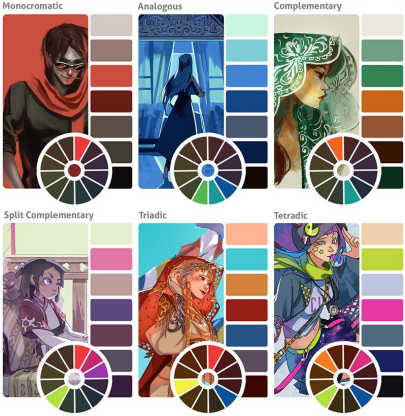 Monocromatic
Analogous
Complementary
Split Complementary
Triadic
Tetradic